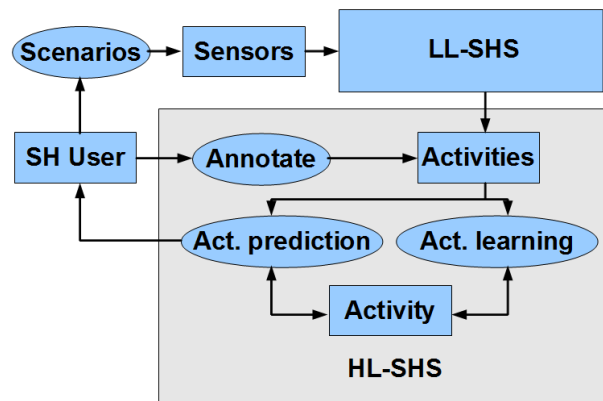 Scenarios
Sensors
LL-SHS
SH User
Annotate
Activities
Act. prediction
Act. learning
Activity
HL-SHS